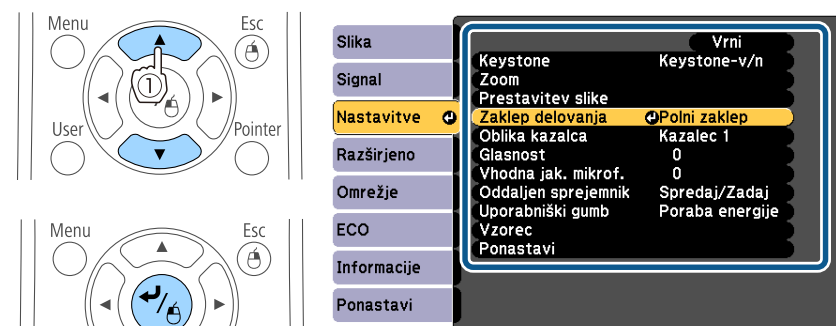 Menu
Esc
1
User
Pointer
Menu
Esc
Slika
Signal
Nastavitve
Razširjeno
Omrežje
ECO
Informacije
Ponastavi
Vrni
Keystone Keystone-v/n
Zoom
Prestavitev slike
Zaklep delovanja Polni zaklep
Oblika kazalca Kazalec 1
Glasnost 0
Vhodna jak. mikrof. 0
Oddaljen sprejemnik Spredaj/Zadaj
Uporabniški gumb Poraba energije
Vzorec
Ponastavi